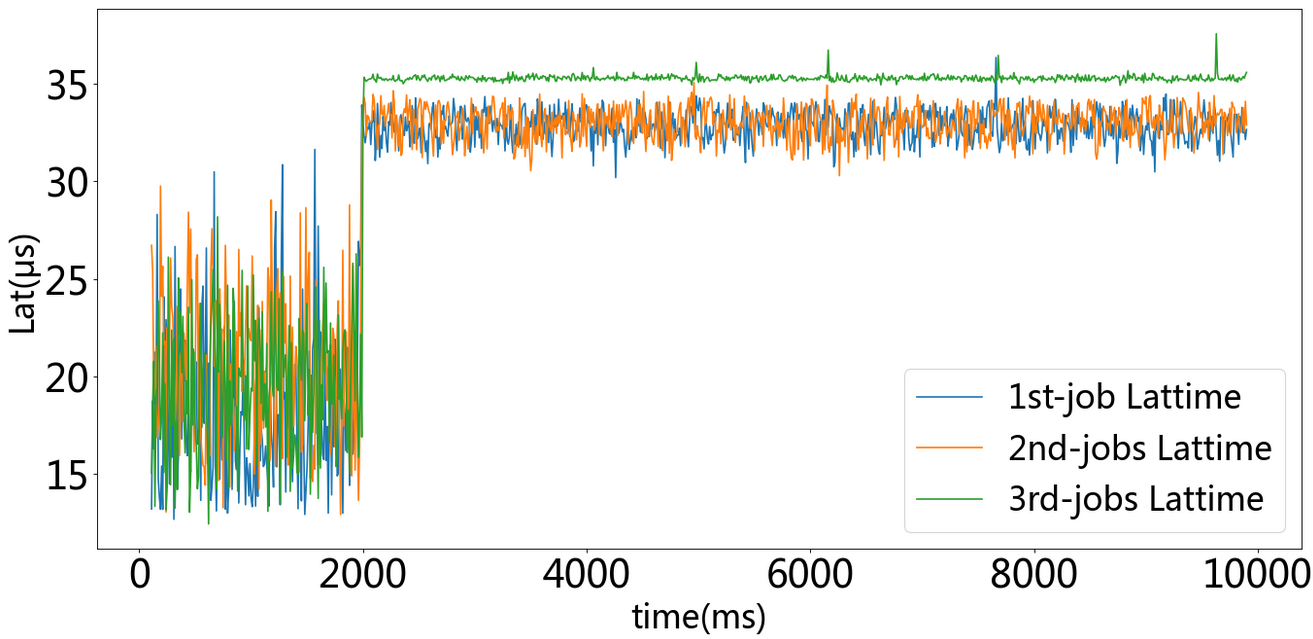 Lat(μs)
35
30
25
20
15
0 2000 4000 6000 8000 10000
time(ms)
1st-job Lattime
2nd-jobs Lattime
3rd-jobs Lattime